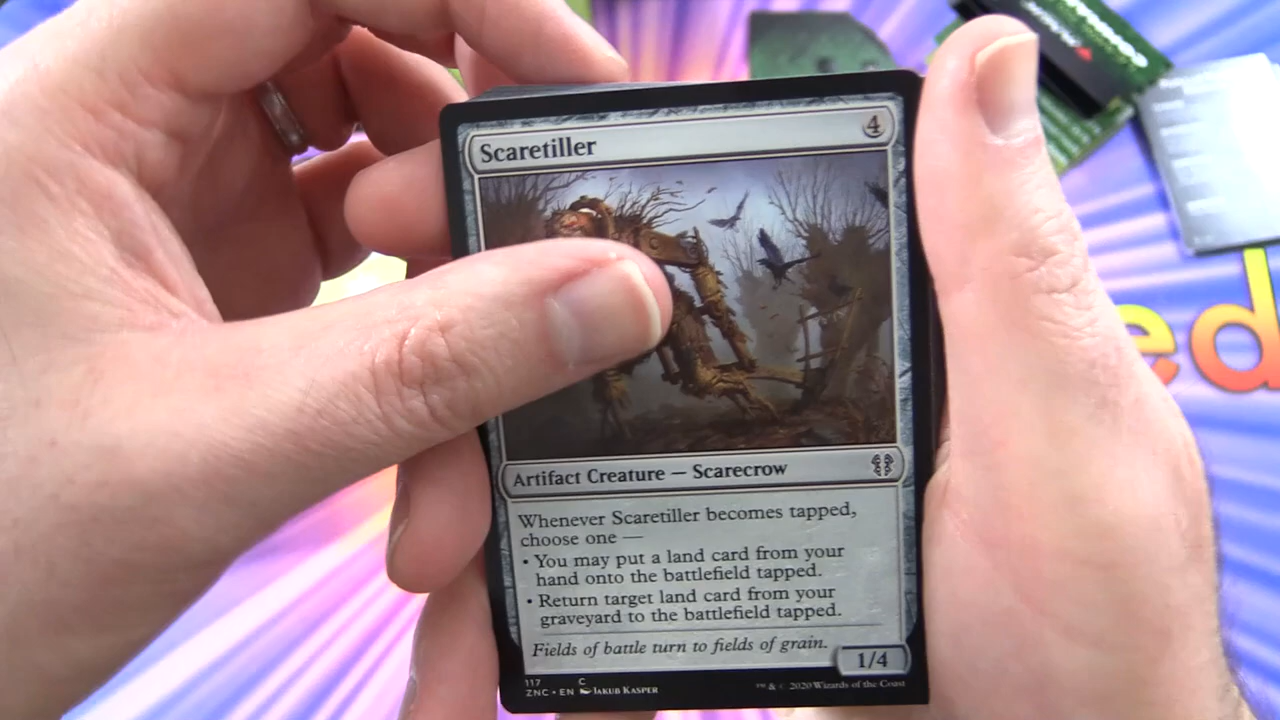 Scaretiller
4
Artifact Creature — Scarecrow
Whenever Scaretiller becomes tapped,
choose one —
• You may put a land card from your
hand onto the battlefield tapped.
• Return target land card from your
graveyard to the battlefield tapped.
Fields of battle turn to fields of grain.
1/4
117 C
ZNC • EN Jakub Kasper
™ & © 2020 Wizards of the Coast
ed